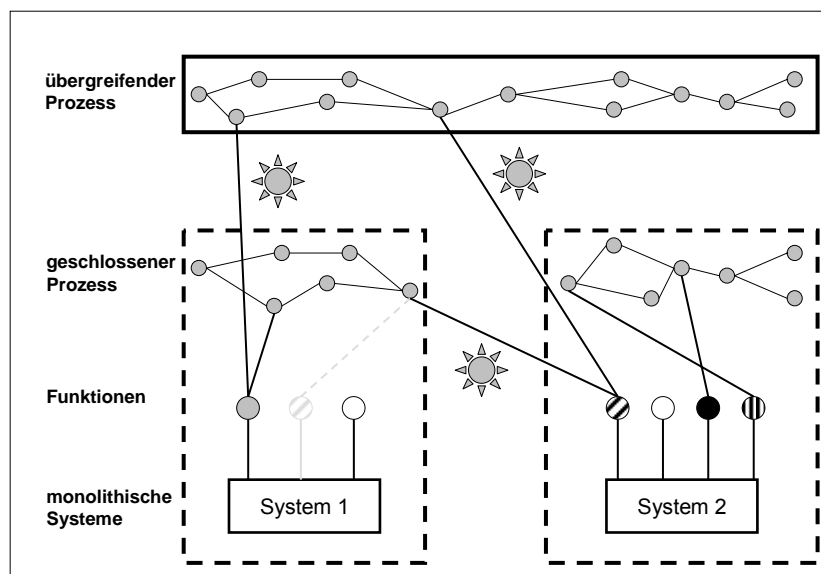 übergreifender
Prozess
geschlossener
Prozess
Funktionen
monolithische
Systeme
System 1
System 2